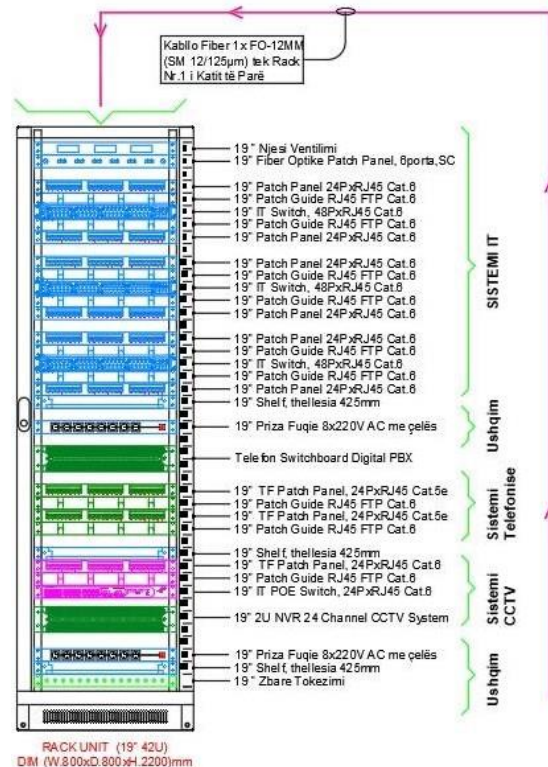 Kabllo Fiber 1x FO-12MM
(SM 12/125µm) tek Rack
Nr.1 i Katit të Parë
19" Njesi Ventilimi
19" Fiber Optike Patch Panel, 6porta,SC
19" Patch Panel 24PxRJ45 Cat.6
19" Patch Guide RJ45 FTP Cat.6
19" IT Switch, 48PxRJ45 Cat.6
19" Patch Guide RJ45 FTP Cat.6
19" Patch Panel 24PxRJ45 Cat.6
19" Patch Panel 24PxRJ45 Cat.6
19" Patch Guide RJ45 FTP Cat.6
19" IT Switch, 48PxRJ45 Cat.6
19" Patch Guide RJ45 FTP Cat.6
19" Patch Panel 24PxRJ45 Cat.6
19" Patch Panel 24PxRJ45 Cat.6
19" Patch Guide RJ45 FTP Cat.6
19" IT Switch, 48PxRJ45 Cat.6
19" Patch Guide RJ45 FTP Cat.6
19" Patch Panel 24PxRJ45 Cat.6
19" Shelf, thellesia 425mm
SISTEMI IT
19" Priza Fuqie 8x220V AC me çelës
Ushqim
Telefon Switchboard Digital PBX
19" TF Patch Panel, 24PxRJ45 Cat.5e
19" Patch Guide RJ45 FTP Cat.6
19" TF Patch Panel, 24PxRJ45 Cat.5e
19" Patch Guide RJ45 FTP Cat.6
Sistemi
Telefonise
19" Shelf, thellesia 425mm
19" TF Patch Panel, 24PxRJ45 Cat.6
19" Patch Guide RJ45 FTP Cat.6
19" IT POE Switch, 24PxRJ45 Cat.6
19" 2U NVR 24 Channel CCTV System
Sistemi
CCTV
19" Priza Fuqie 8x220V AC me çelës
19" Shelf, thellesia 425mm
19" Zbare Tokezimi
Ushqim
RACK UNIT (19" 42U)
DIM (W.800xD.800xH.2200)mm